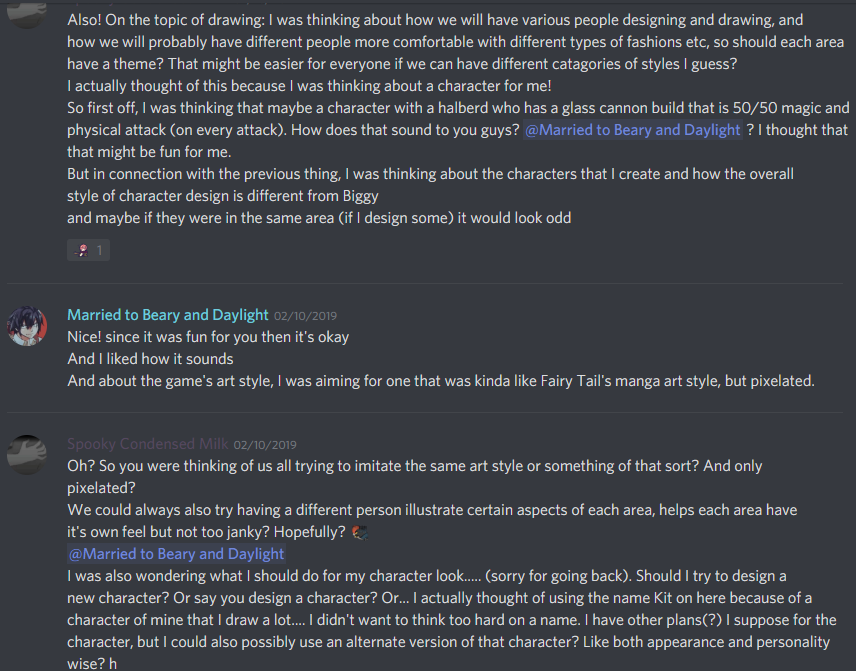 Also! On the topic of drawing: I was thinking about how we will have various people designing and drawing, and
how we will probably have different people more comfortable with different types of fashions etc, so should each area
have a theme? That might be easier for everyone if we can have different catagories of styles I guess?
I actually thought of this because I was thinking about a character for me!
So first off, I was thinking that maybe a character with a halberd who has a glass cannon build that is 50/50 magic and
physical attack (on every attack). How does that sound to you guys? @Married to Beary and Daylight ? I thought that
that might be fun for me.
But in connection with the previous thing, I was thinking about the characters that I create and how the overall
style of character design is different from Biggy
and maybe if they were in the same area (if I design some) it would look odd
1
Married to Beary and Daylight 02/10/2019
Nice! since it was fun for you then it's okay
And I liked how it sounds
And about the game's art style, I was aiming for one that was kinda like Fairy Tail's manga art style, but pixelated.
Spooky Condensed Milk 02/10/2019
Oh? So you were thinking of us all trying to imitate the same art style or something of that sort? And only
pixelated?
We could always also try having a different person illustrate certain aspects of each area, helps each area have
it's own feel but not too janky? Hopefully?
@Married to Beary and Daylight
I was also wondering what I should do for my character look..... (sorry for going back). Should I try to design a
new character? Or say you design a character? Or... I actually thought of using the name Kit on here because of a
character of mine that I draw a lot.... I didn't want to think too hard on a name. I have other plans(?) I suppose for the
character, but I could also possibly use an alternate version of that character? Like both appearance and personality
wise? h